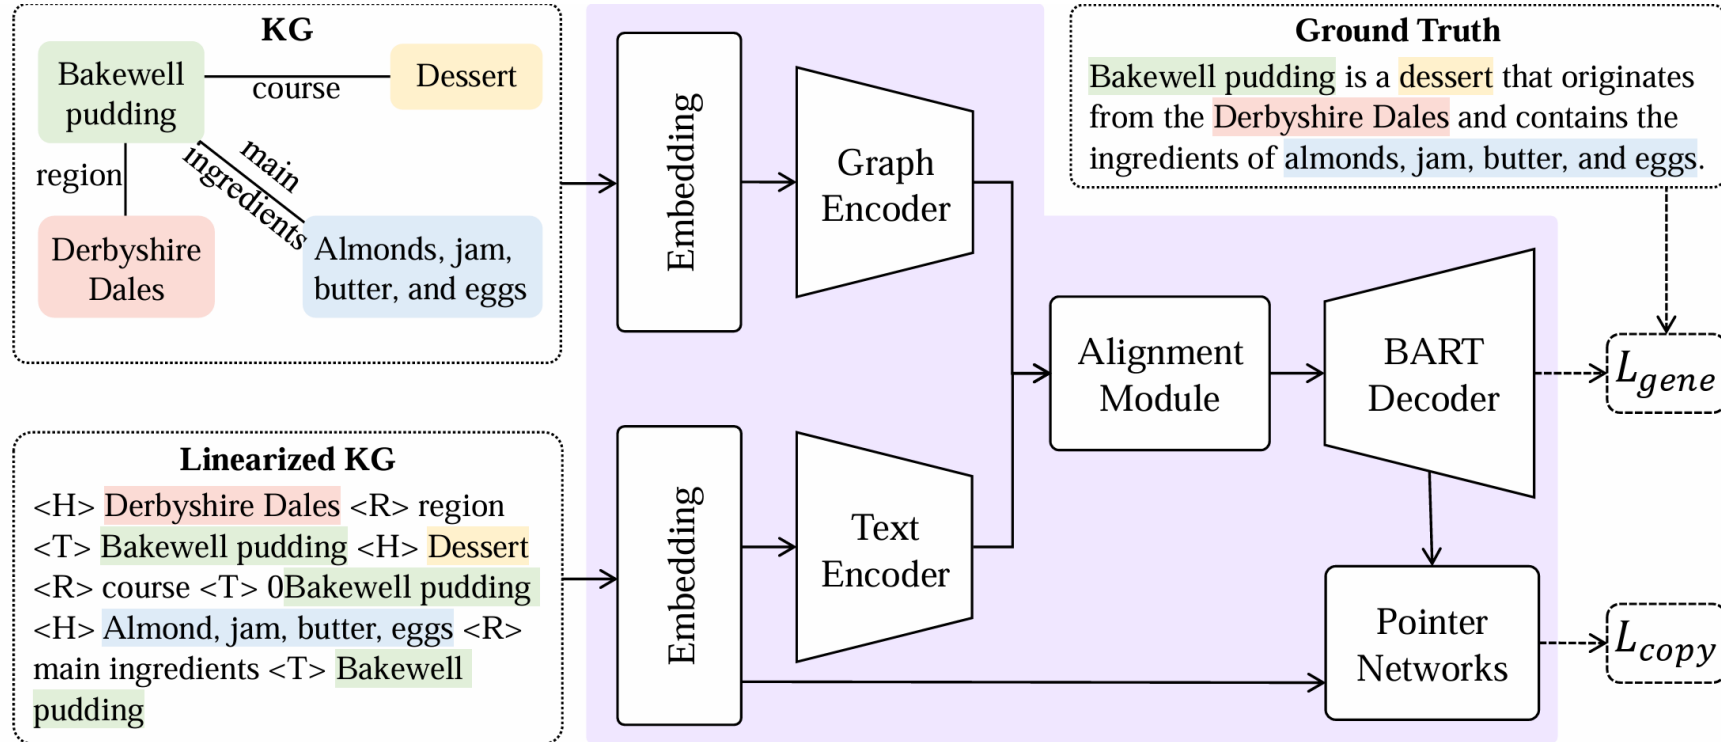 KG
Bakewell
pudding
course
Dessert
region
main
ingredients
Derbyshire
Dales
Almonds, jam,
butter, and eggs
Linearized KG
<H> Derbyshire Dales <R> region
<T> Bakewell pudding <H> Dessert
<R> course <T> 0Bakewell pudding
<H> Almond, jam, butter, eggs <R>
main ingredients <T> Bakewell
pudding
Embedding
Graph
Encoder
Embedding
Text
Encoder
Alignment
Module
BART
Decoder
Pointer
Networks
Ground Truth
Bakewell pudding is a dessert that originates
from the Derbyshire Dales and contains the
ingredients of almonds, jam, butter, and eggs.
L_gene
L_copy